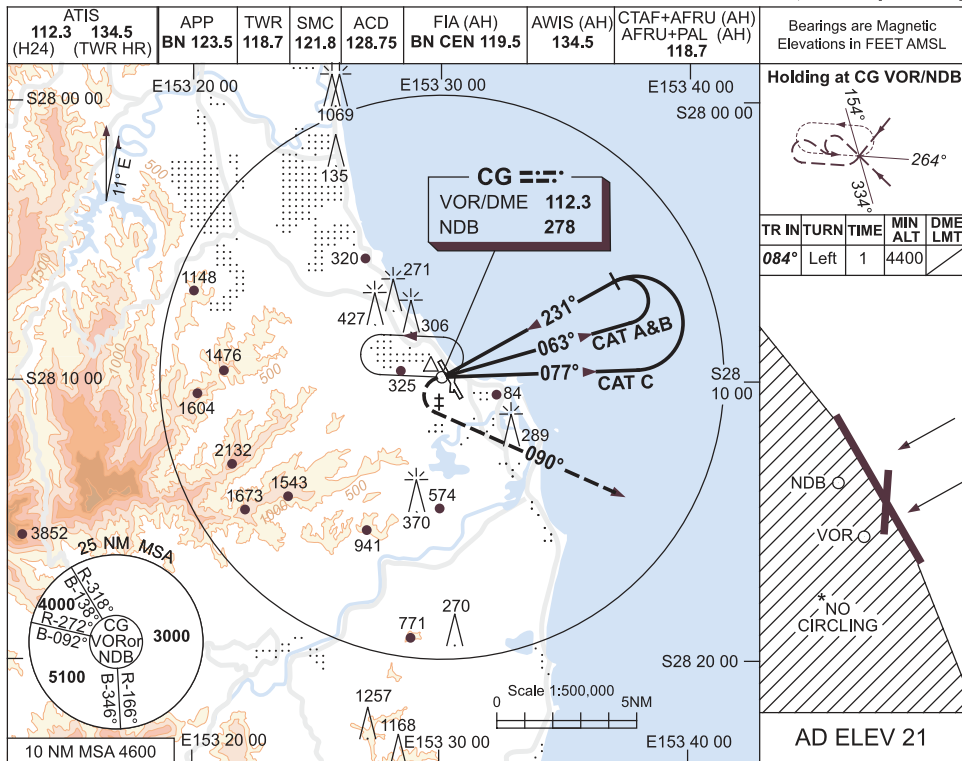 ATIS
112.3 134.5
(H24) (TWR HR)
APP
BN 123.5
TWR
118.7
SMC
121.8
ACD
128.75
FIA (AH)
BN CEN 119.5
AWIS (AH)
134.5
CTAF+AFRU (AH)
AFRU+PAL (AH)
118.7
Bearings are Magnetic
Elevations in FEET AMSL
E153 20
E153 30
E153 40
S28 00 00
S28 00 00
1069
135
11° E
500
1500
CG
VOR/DME 112.3
NDB 278
320
271
427
306
1148
500
1000
1476
1604
325
231°
063°
CAT A&B
077°
CAT C
S28 10 00
S28
10 00
84
289
090°
2132
1543
1673
1000
500
370
574
941
3852
25 NM MSA
R-318°
B-138°
4000
R-272°
B-092°
CG
VORor
NDB
3000
5100
B-346°
R-166°
771
270
S28 20 00
1257
1168
Scale 1:500,000
0
5NM
10 NM MSA 4600
E153 20 00
E153 30 00
E153 40 00
Holding at CG VOR/NDB
154°
264°
334°
TR IN
TURN
TIME
MIN
ALT
DME
LMT
084°
Left
1
4400
NDB
VOR
*NO
CIRCLING
AD ELEV 21